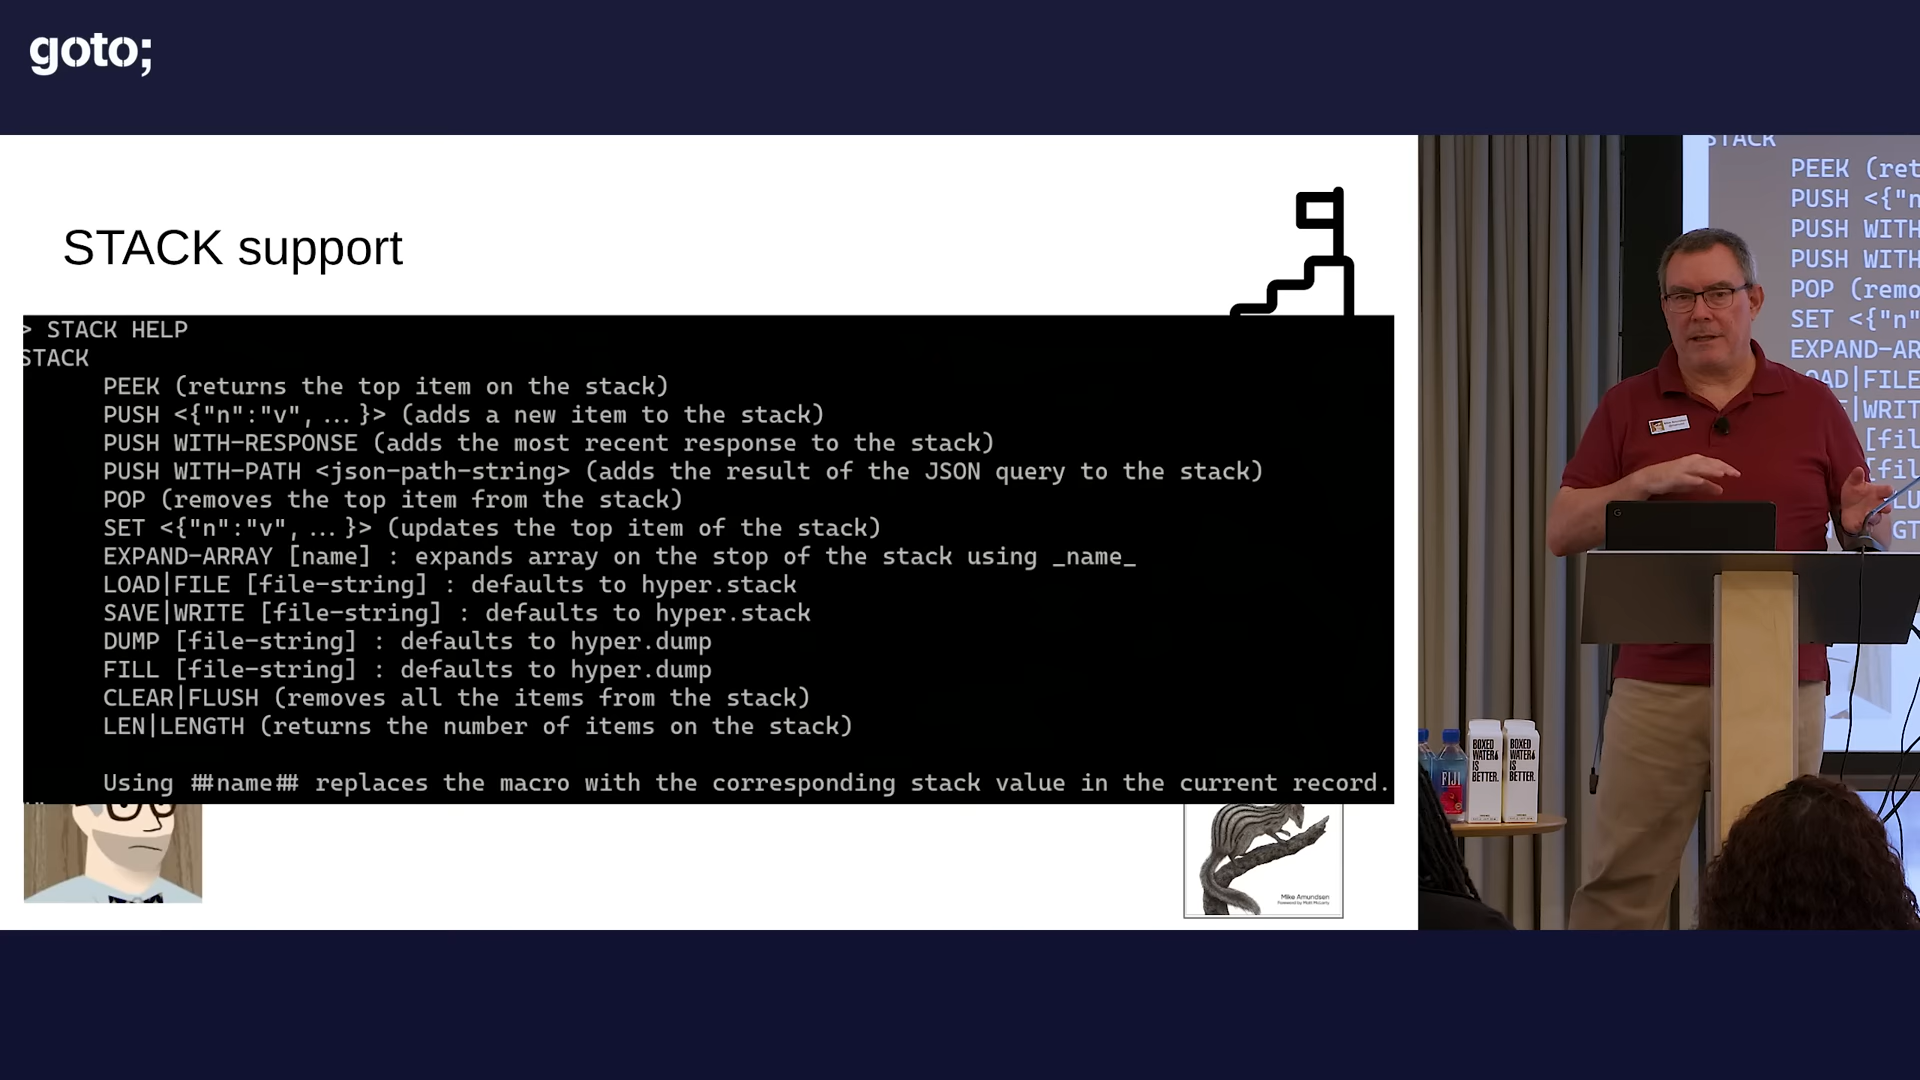 goto;
STACK support
> STACK HELP
STACK
PEEK (returns the top item on the stack)
PUSH <{"n":"v",...}> (adds a new item to the stack)
PUSH WITH-RESPONSE (adds the most recent response to the stack)
PUSH WITH-PATH <json-path-string> (adds the result of the JSON query to the stack)
POP (removes the top item from the stack)
SET <{"n":"v",...}> (updates the top item of the stack)
EXPAND-ARRAY [name] : expands array on the stop of the stack using _name_
LOAD|FILE [file-string] : defaults to hyper.stack
SAVE|WRITE [file-string] : defaults to hyper.stack
DUMP [file-string] : defaults to hyper.dump
FILL [file-string] : defaults to hyper.dump
CLEAR|FLUSH (removes all the items from the stack)
LEN|LENGTH (returns the number of items on the stack)
Using ##name## replaces the macro with the corresponding stack value in the current record.
Mike Amundsen
STACK
PEEK (ret
PUSH <{"n
PUSH WITH
PUSH WITH
POP (remo
SET <{"n"
EXPAND-AR
OAD|FILE
|WRIT
[fil
[fil
LU
GT
G
FIJI
BOXED
WATER
IS
BETTER.
BOXED
WATER
IS
BETTER.